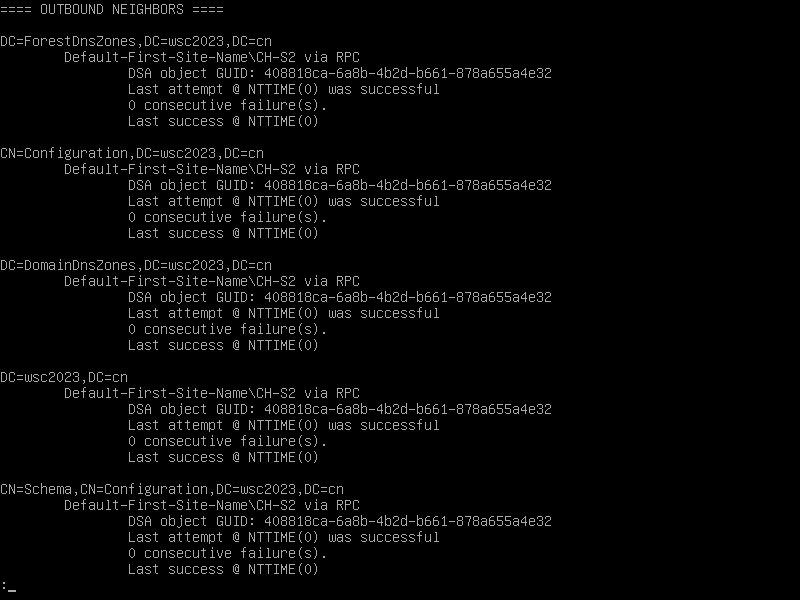 ==== OUTBOUND NEIGHBORS ====

DC=ForestDnsZones,DC=wsc2023,DC=cn
        Default-First-Site-Name\CH-S2 via RPC
                DSA object GUID: 408818ca-6a8b-4b2d-b661-878a655a4e32
                Last attempt @ NTTIME(0) was successful
                0 consecutive failure(s).
                Last success @ NTTIME(0)

CN=Configuration,DC=wsc2023,DC=cn
        Default-First-Site-Name\CH-S2 via RPC
                DSA object GUID: 408818ca-6a8b-4b2d-b661-878a655a4e32
                Last attempt @ NTTIME(0) was successful
                0 consecutive failure(s).
                Last success @ NTTIME(0)

DC=DomainDnsZones,DC=wsc2023,DC=cn
        Default-First-Site-Name\CH-S2 via RPC
                DSA object GUID: 408818ca-6a8b-4b2d-b661-878a655a4e32
                Last attempt @ NTTIME(0) was successful
                0 consecutive failure(s).
                Last success @ NTTIME(0)

DC=wsc2023,DC=cn
        Default-First-Site-Name\CH-S2 via RPC
                DSA object GUID: 408818ca-6a8b-4b2d-b661-878a655a4e32
                Last attempt @ NTTIME(0) was successful
                0 consecutive failure(s).
                Last success @ NTTIME(0)

CN=Schema,CN=Configuration,DC=wsc2023,DC=cn
        Default-First-Site-Name\CH-S2 via RPC
                DSA object GUID: 408818ca-6a8b-4b2d-b661-878a655a4e32
                Last attempt @ NTTIME(0) was successful
                0 consecutive failure(s).
                Last success @ NTTIME(0)
:_